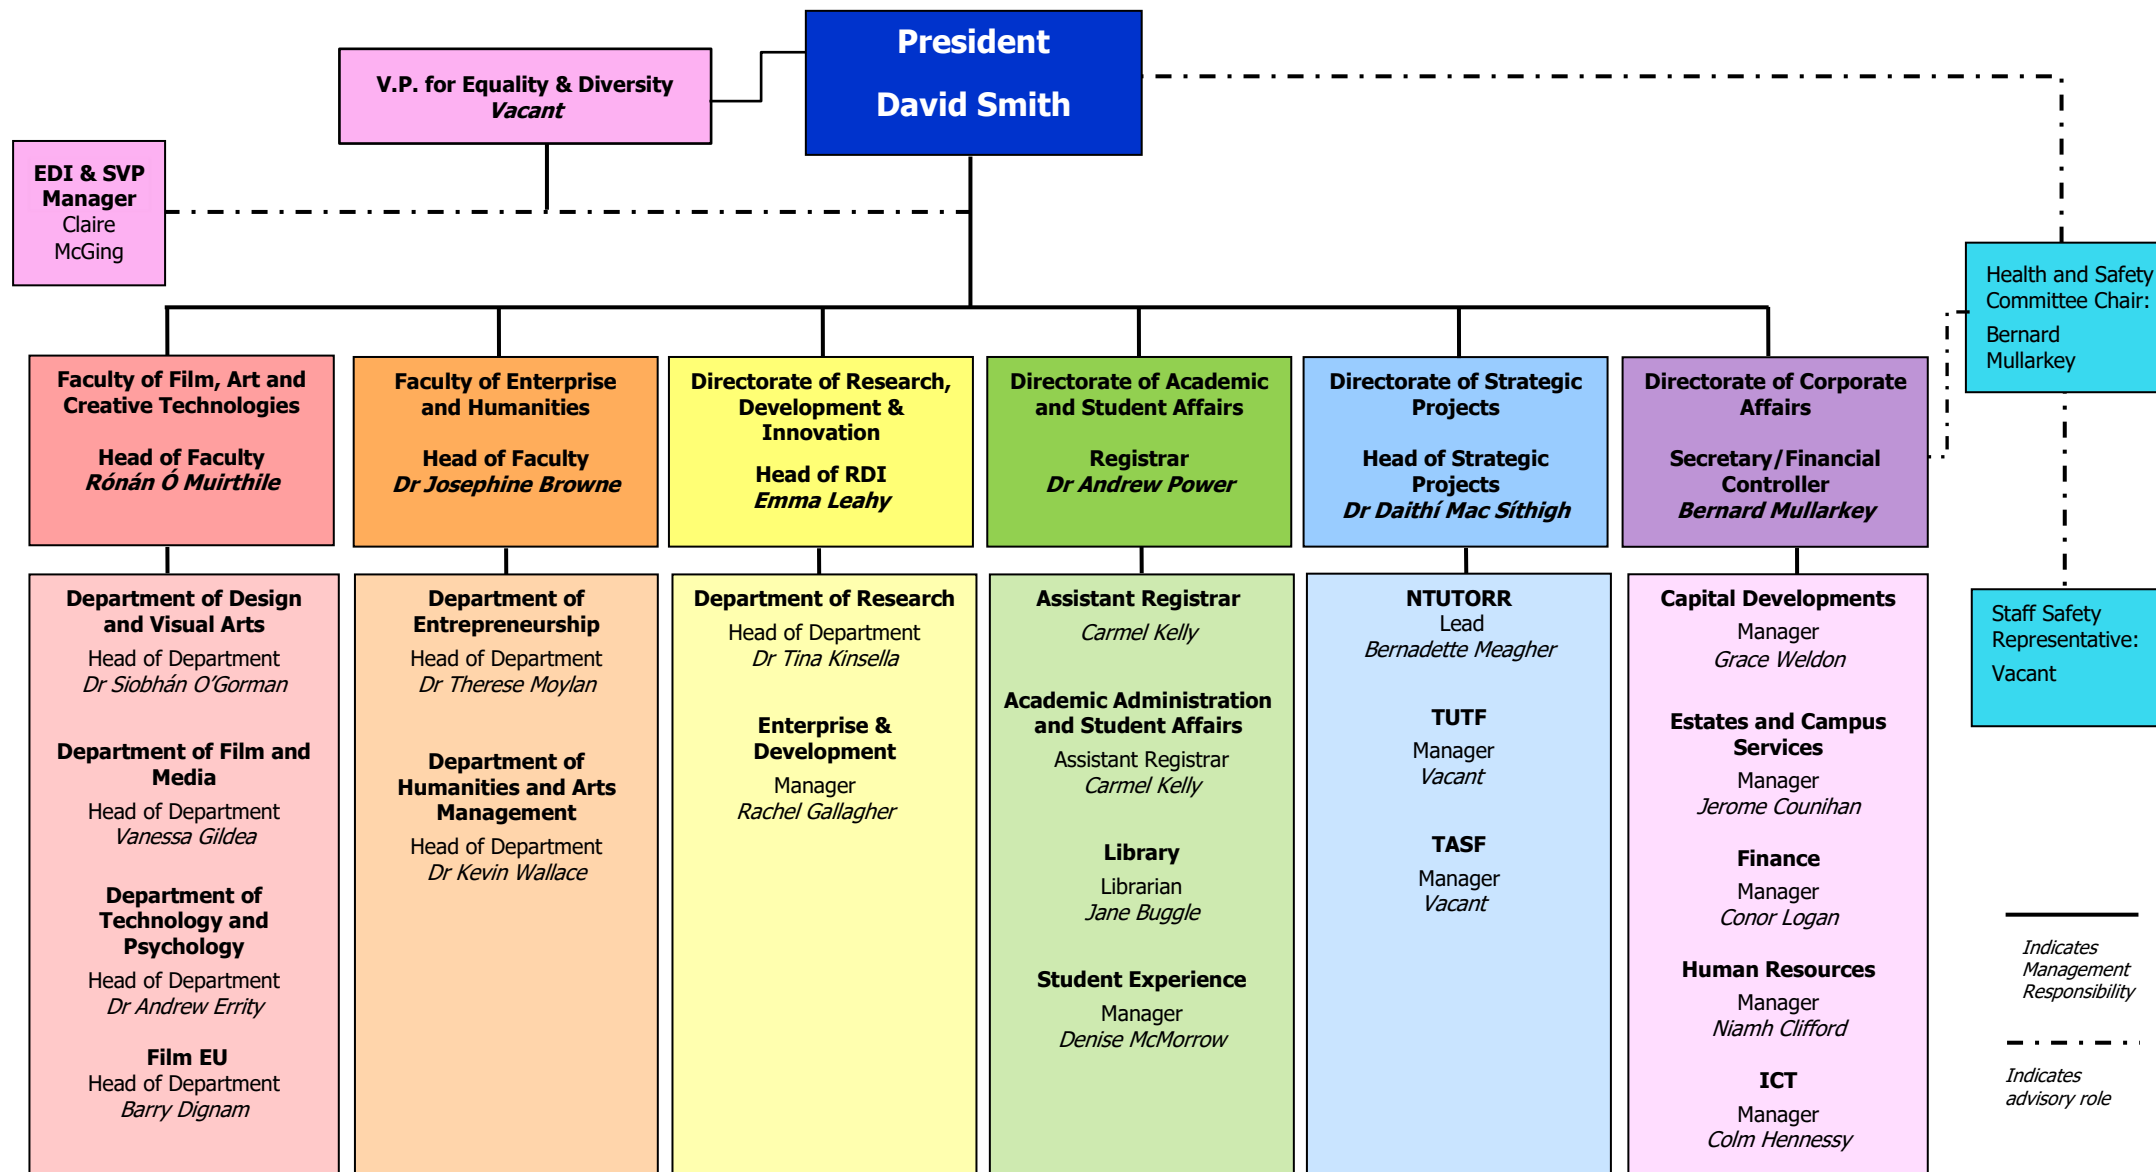 President
David Smith
V.P. for Equality & Diversity
Vacant
EDI & SVP
Manager
Claire
McGing
Health and Safety
Committee Chair:
Bernard
Mullarkey
Faculty of Film, Art and
Creative Technologies
Head of Faculty
Rónán Ó Muirthile
Faculty of Enterprise
and Humanities
Head of Faculty
Dr Josephine Browne
Directorate of Research,
Development &
Innovation
Head of RDI
Emma Leahy
Directorate of Academic
and Student Affairs
Registrar
Dr Andrew Power
Directorate of Strategic
Projects
Head of Strategic
Projects
Dr Daithí Mac Síthigh
Directorate of Corporate
Affairs
Secretary/Financial
Controller
Bernard Mullarkey
Department of Design
and Visual Arts
Head of Department
Dr Siobhán O'Gorman
Department of Film and
Media
Head of Department
Vanessa Gildea
Department of
Technology and
Psychology
Head of Department
Dr Andrew Errity
Film EU
Head of Department
Barry Dignam
Department of
Entrepreneurship
Head of Department
Dr Therese Moylan
Department of
Humanities and Arts
Management
Head of Department
Dr Kevin Wallace
Department of Research
Head of Department
Dr Tina Kinsella
Enterprise &
Development
Manager
Rachel Gallagher
Assistant Registrar
Carmel Kelly
Academic Administration
and Student Affairs
Assistant Registrar
Carmel Kelly
Library
Librarian
Jane Buggle
Student Experience
Manager
Denise McMorrow
NTUTORR
Lead
Bernadette Meagher
TUTF
Manager
Vacant
TASF
Manager
Vacant
Capital Developments
Manager
Grace Weldon
Estates and Campus
Services
Manager
Jerome Counihan
Finance
Manager
Conor Logan
Human Resources
Manager
Niamh Clifford
ICT
Manager
Colm Hennessy
Staff Safety
Representative:
Vacant
Indicates
Management
Responsibility
Indicates
advisory role